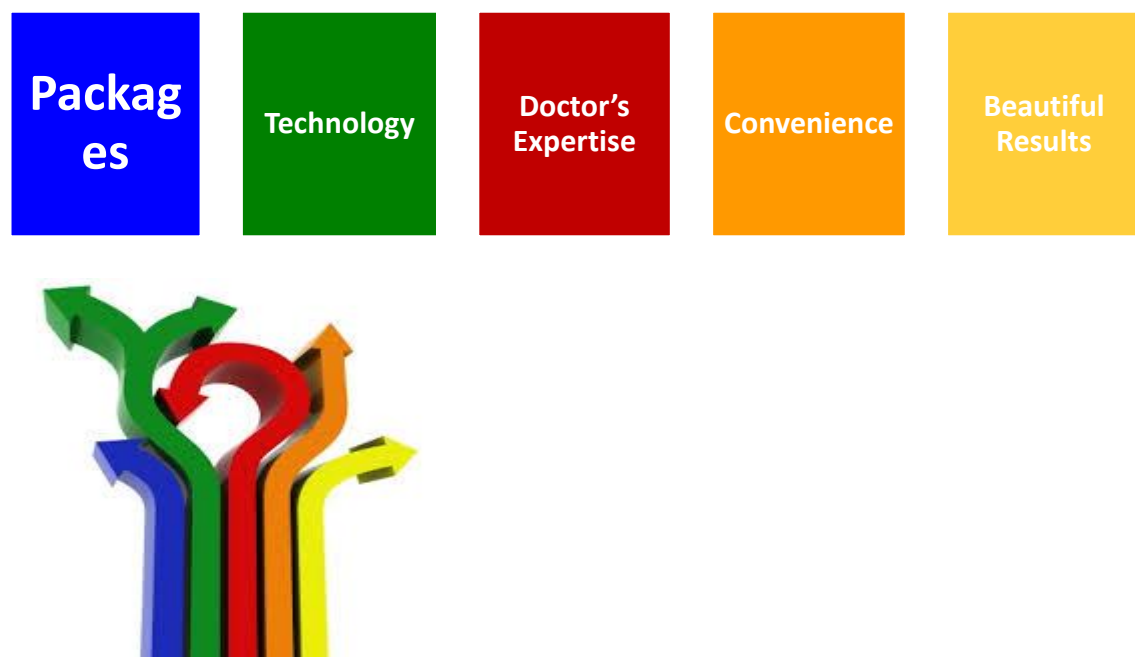 Packag
es
Technology
Doctor’s
Expertise
Convenience
Beautiful
Results